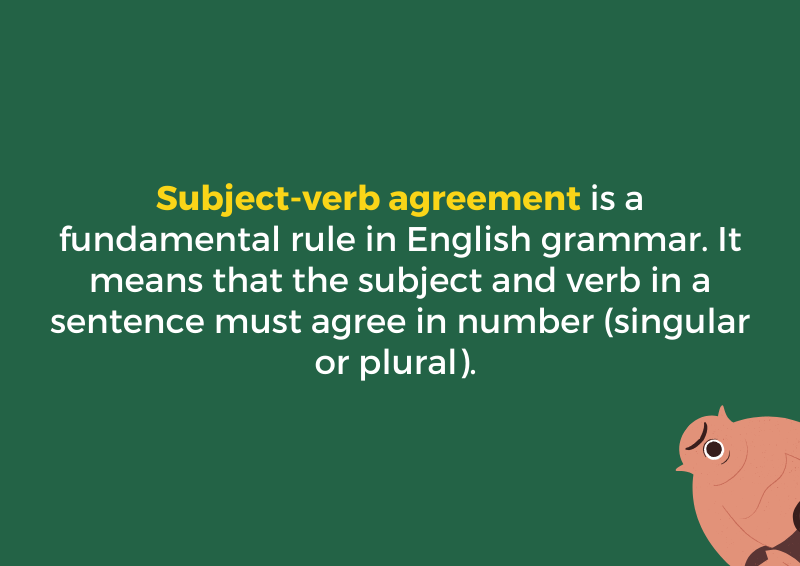 Subject-verb agreement is a
fundamental rule in English grammar. It
means that the subject and verb in a
sentence must agree in number (singular
or plural).